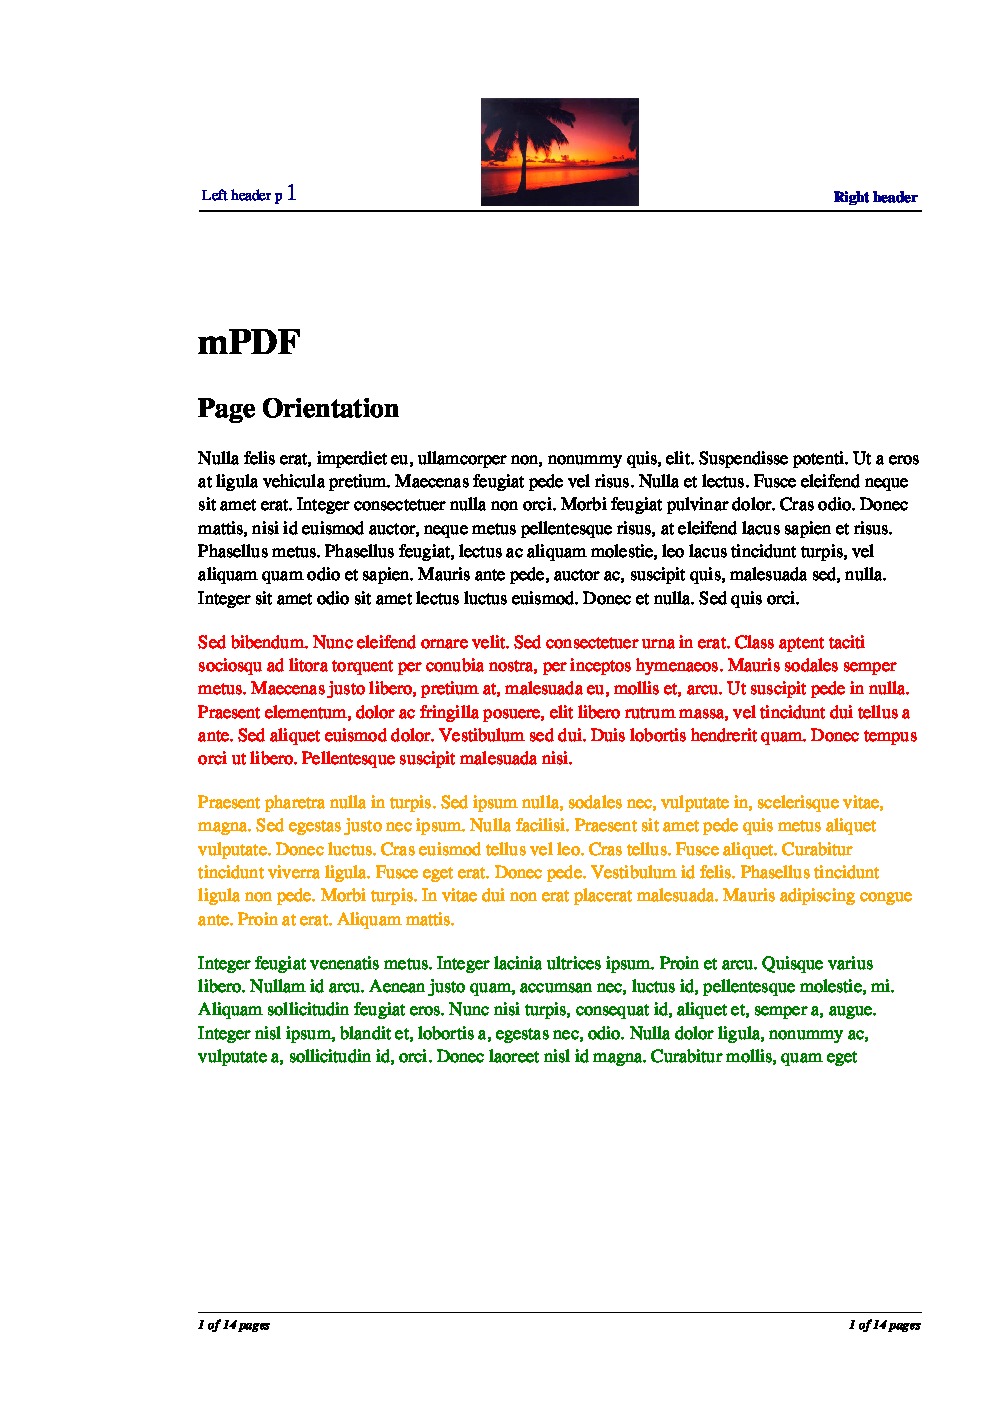 Left header p 1
Right header
mPDF
Page Orientation
Nulla felis erat, imperdiet eu, ullamcorper non, nonummy quis, elit. Suspendisse potenti. Ut a eros
at ligula vehicula pretium. Maecenas feugiat pede vel risus. Nulla et lectus. Fusce eleifend neque
sit amet erat. Integer consectetuer nulla non orci. Morbi feugiat pulvinar dolor. Cras odio. Donec
mattis, nisi id euismod auctor, neque metus pellentesque risus, at eleifend lacus sapien et risus.
Phasellus metus. Phasellus feugiat, lectus ac aliquam molestie, leo lacus tincidunt turpis, vel
aliquam quam odio et sapien. Mauris ante pede, auctor ac, suscipit quis, malesuada sed, nulla.
Integer sit amet odio sit amet lectus luctus euismod. Donec et nulla. Sed quis orci.
Sed bibendum. Nunc eleifend ornare velit. Sed consectetuer urna in erat. Class aptent taciti
sociosqu ad litora torquent per conubia nostra, per inceptos hymenaeos. Mauris sodales semper
metus. Maecenas justo libero, pretium at, malesuada eu, mollis et, arcu. Ut suscipit pede in nulla.
Praesent elementum, dolor ac fringilla posuere, elit libero rutrum massa, vel tincidunt dui tellus a
ante. Sed aliquet euismod dolor. Vestibulum sed dui. Duis lobortis hendrerit quam. Donec tempus
orci ut libero. Pellentesque suscipit malesuada nisi.
Praesent pharetra nulla in turpis. Sed ipsum nulla, sodales nec, vulputate in, scelerisque vitae,
magna. Sed egestas justo nec ipsum. Nulla facilisi. Praesent sit amet pede quis metus aliquet
vulputate. Donec luctus. Cras euismod tellus vel leo. Cras tellus. Fusce aliquet. Curabitur
tincidunt viverra ligula. Fusce eget erat. Donec pede. Vestibulum id felis. Phasellus tincidunt
ligula non pede. Morbi turpis. In vitae dui non erat placerat malesuada. Mauris adipiscing congue
ante. Proin at erat. Aliquam mattis.
Integer feugiat venenatis metus. Integer lacinia ultrices ipsum. Proin et arcu. Quisque varius
libero. Nullam id arcu. Aenean justo quam, accumsan nec, luctus id, pellentesque molestie, mi.
Aliquam sollicitudin feugiat eros. Nunc nisi turpis, consequat id, aliquet et, semper a, augue.
Integer nisl ipsum, blandit et, lobortis a, egestas nec, odio. Nulla dolor ligula, nonummy ac,
vulputate a, sollicitudin id, orci. Donec laoreet nisl id magna. Curabitur mollis, quam eget
1 of 14 pages
1 of 14 pages